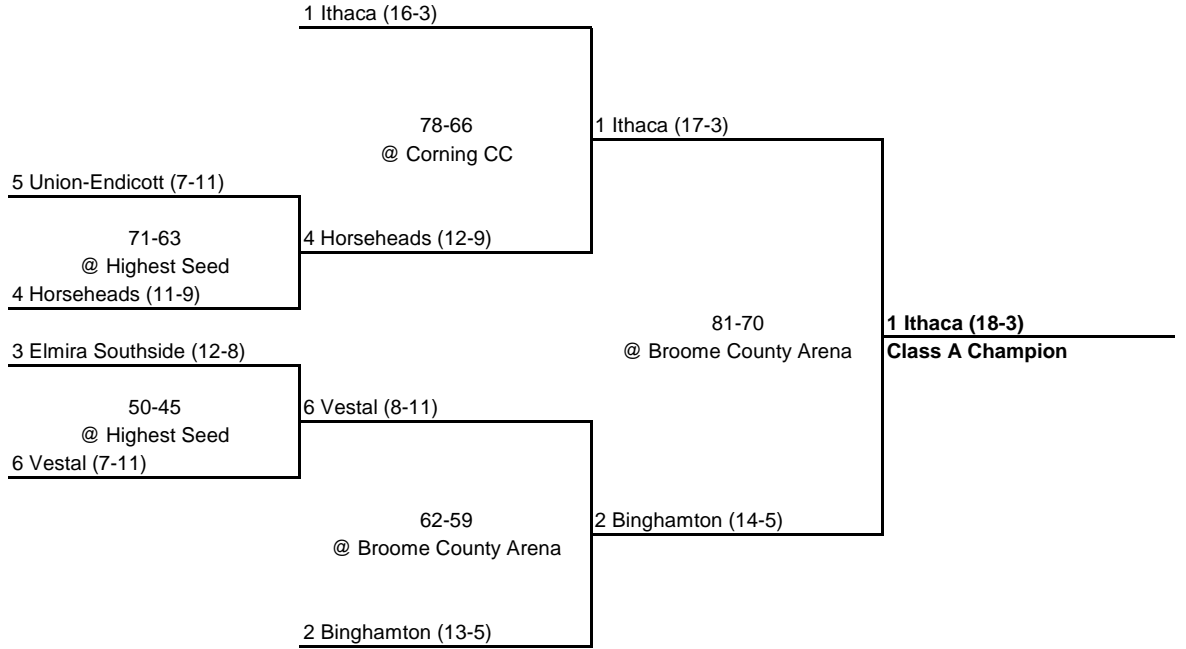 1 Ithaca (16-3)
78-66
@ Corning CC
1 Ithaca (17-3)
5 Union-Endicott (7-11)
71-63
@ Highest Seed
4 Horseheads (12-9)
4 Horseheads (11-9)
81-70
@ Broome County Arena
1 Ithaca (18-3)
Class A Champion
3 Elmira Southside (12-8)
50-45
@ Highest Seed
6 Vestal (8-11)
6 Vestal (7-11)
62-59
@ Broome County Arena
2 Binghamton (14-5)
2 Binghamton (13-5)